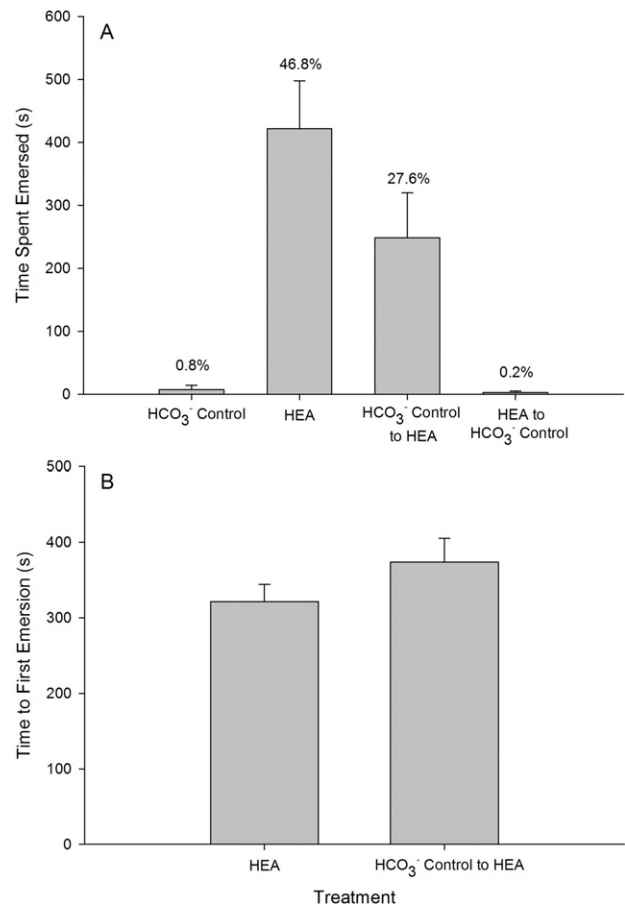 A
Time Spent Emersed (s)
600
500
400
300
200
100
0
0.8%
46.8%
27.6%
0.2%
HCO₃⁻ Control
HEA
HCO₃⁻ Control
to HEA
HEA to
HCO₃⁻ Control
B
Time to First Emersion (s)
500
400
300
200
100
0
HEA
HCO₃⁻ Control to HEA
Treatment